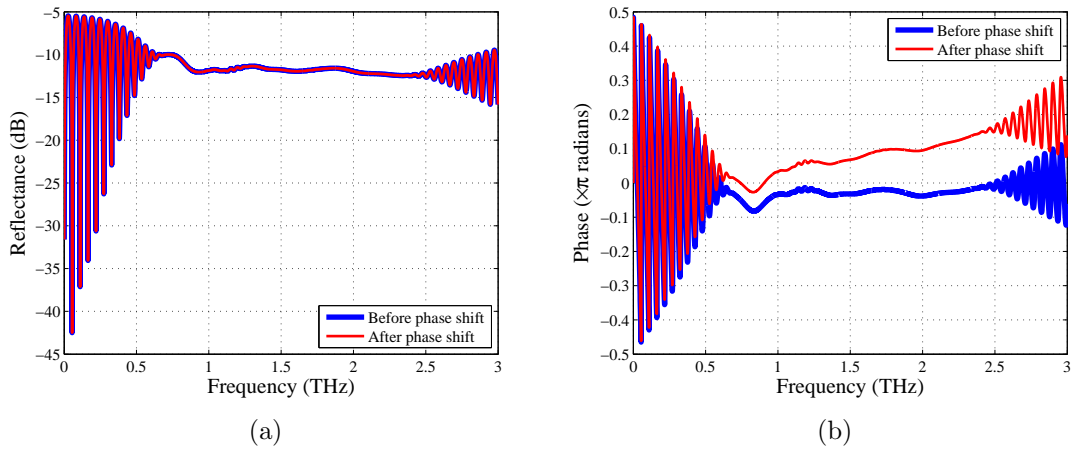 −5
−10
−15
−20
−25
−30
−35
−40
−45
Reflectance (dB)
0 0.5 1 1.5 2 2.5 3
Frequency (THz)
Before phase shift
After phase shift
(a)
0.5
0.4
0.3
0.2
0.1
0
−0.1
−0.2
−0.3
−0.4
−0.5
Phase (×π radians)
0 0.5 1 1.5 2 2.5 3
Frequency (THz)
Before phase shift
After phase shift
(b)